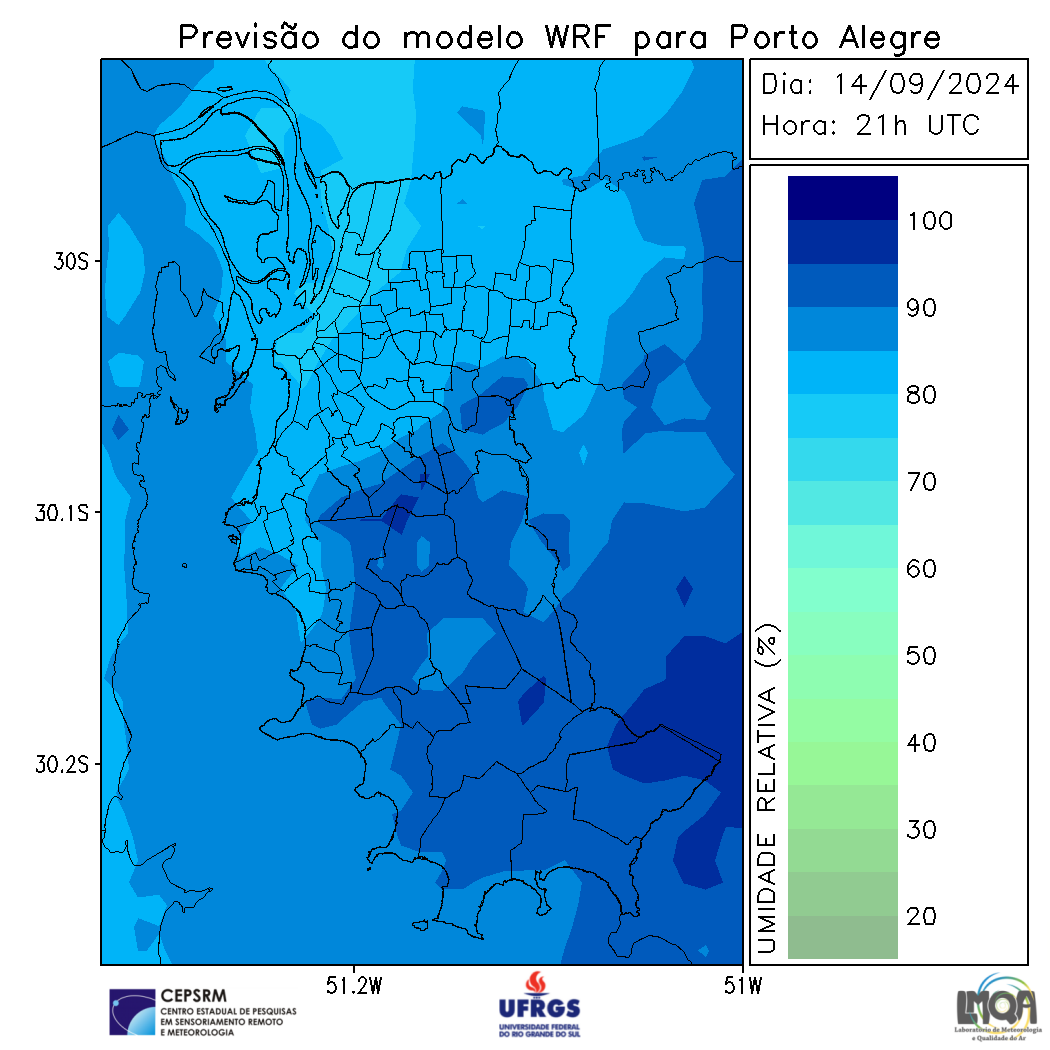 Previsão do modelo WRF para Porto Alegre
Dia: 14/09/2024
Hora: 21h UTC
100
90
80
70
60
50
40
30
20
UMIDADE RELATIVA (%)
30S
30.1S
30.2S
51.2W
51W
CEPSRM
CENTRO ESTADUAL DE PESQUISAS
EM SENSORIAMENTO REMOTO
E METEOROLOGIA
UFRGS
UNIVERSIDADE FEDERAL
DO RIO GRANDE DO SUL
LMQA
Laboratório de Meteorologia
e Qualidade do Ar